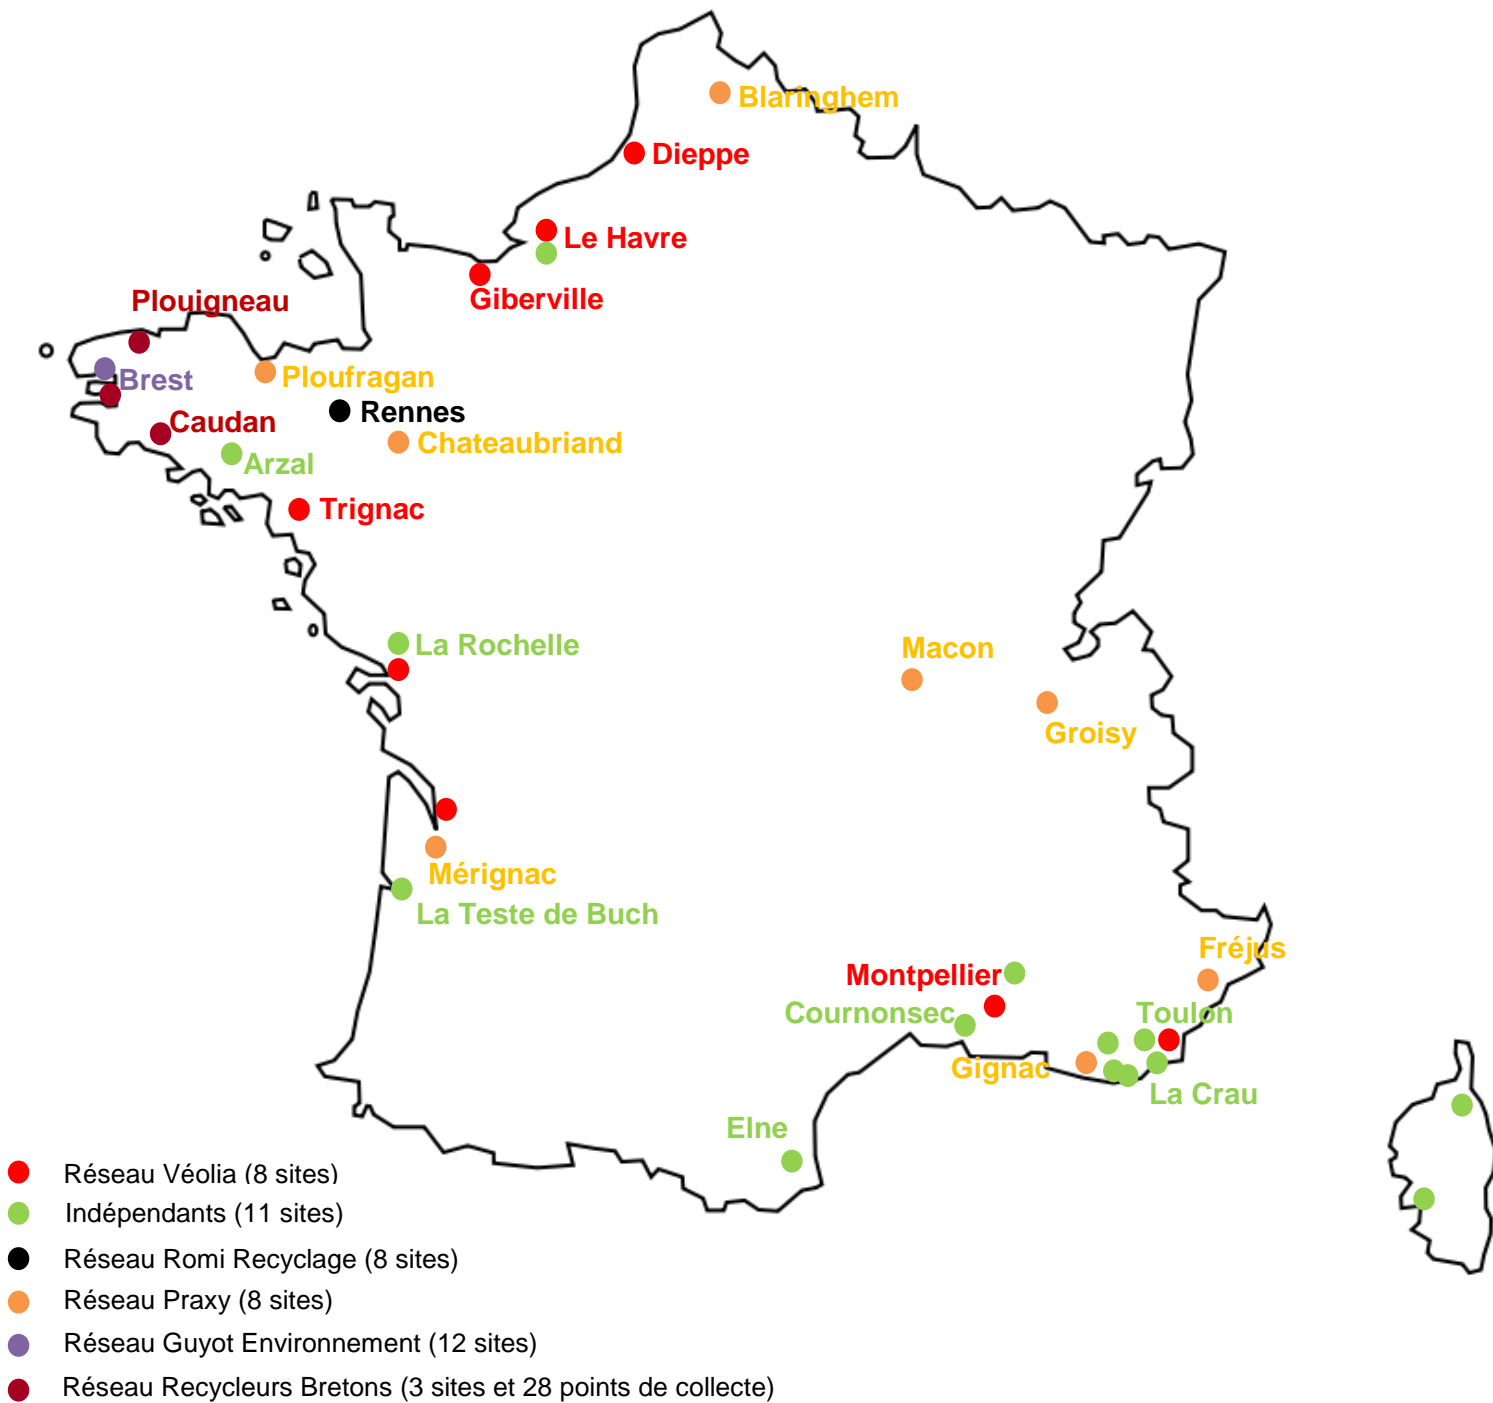 Blaringhem
Dieppe
Le Havre
Giberville
Plouigneau
Brest
Ploufragan
Rennes
Caudan
Chateaubriand
Arzal
Trignac
La Rochelle
Macon
Groisy
Mérignac
La Teste de Buch
Fréjus
Montpellier
Cournonsec
Toulon
Gignac
La Crau
Elne
Réseau Véolia (8 sites)
Indépendants (11 sites)
Réseau Romi Recyclage (8 sites)
Réseau Praxy (8 sites)
Réseau Guyot Environnement (12 sites)
Réseau Recycleurs Bretons (3 sites et 28 points de collecte)